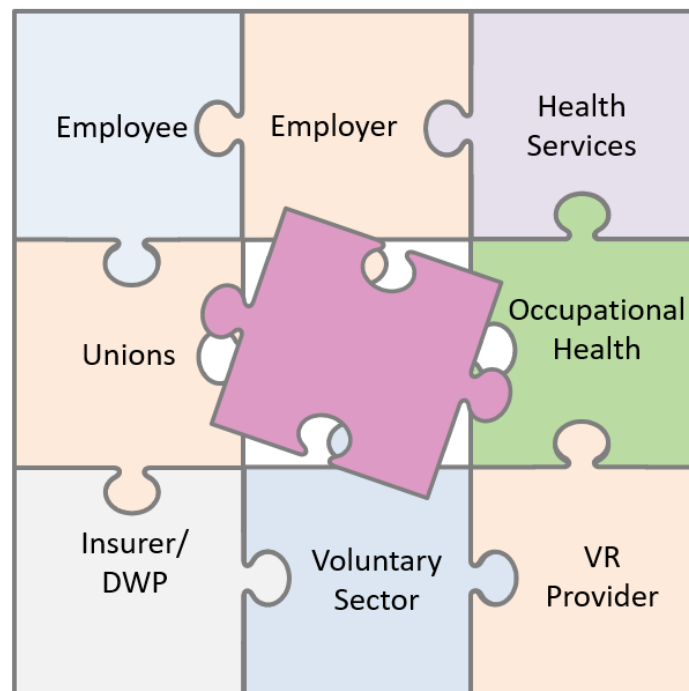 Employee
Employer
Health
Services
Unions
Occupational
Health
Insurer/
DWP
Voluntary
Sector
VR
Provider